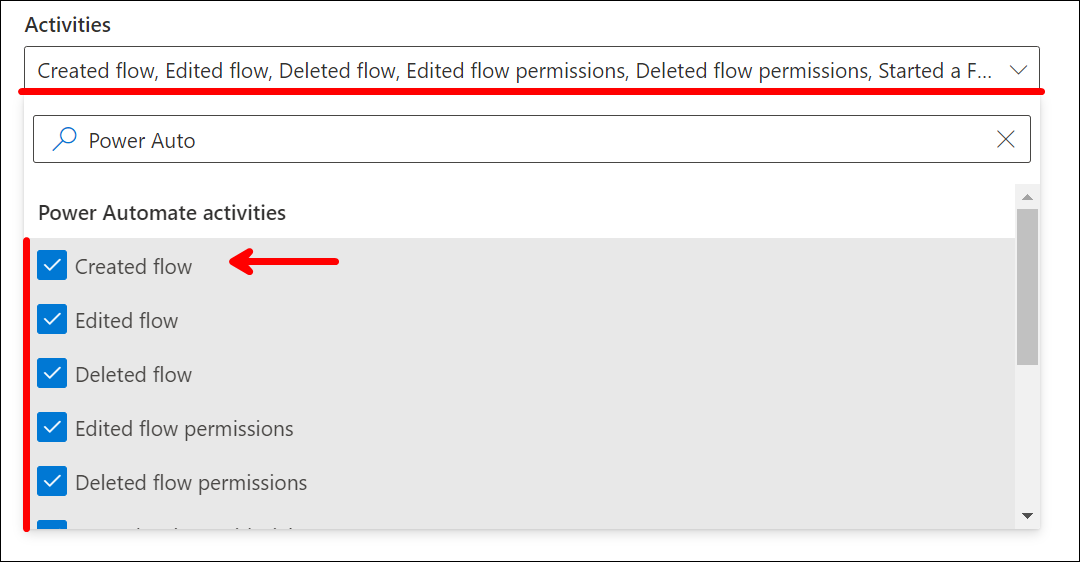 Activities
Created flow, Edited flow, Deleted flow, Edited flow permissions, Deleted flow permissions, Started a F...
Power Auto
Power Automate activities
Created flow
Edited flow
Deleted flow
Edited flow permissions
Deleted flow permissions